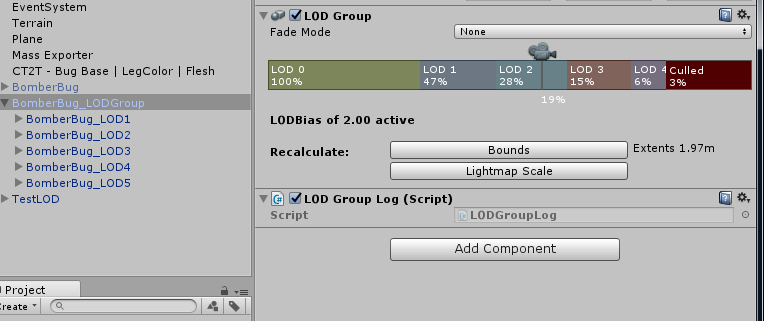 EventSystem
Terrain
Plane
Mass Exporter
CT2T - Bug Base | LegColor | Flesh
BomberBug
BomberBug_LODGroup
BomberBug_LOD1
BomberBug_LOD2
BomberBug_LOD3
BomberBug_LOD4
BomberBug_LOD5
TestLOD
Project
Create
LOD Group
Fade Mode None
LOD 0 LOD 1 LOD 2 LOD 3 LOD 4 Culled
100% 47% 28% 15% 6% 3%
19%
LODBias of 2.00 active
Recalculate: Bounds Extents 1.97m
Lightmap Scale
LOD Group Log (Script)
Script LODGroupLog
Add Component